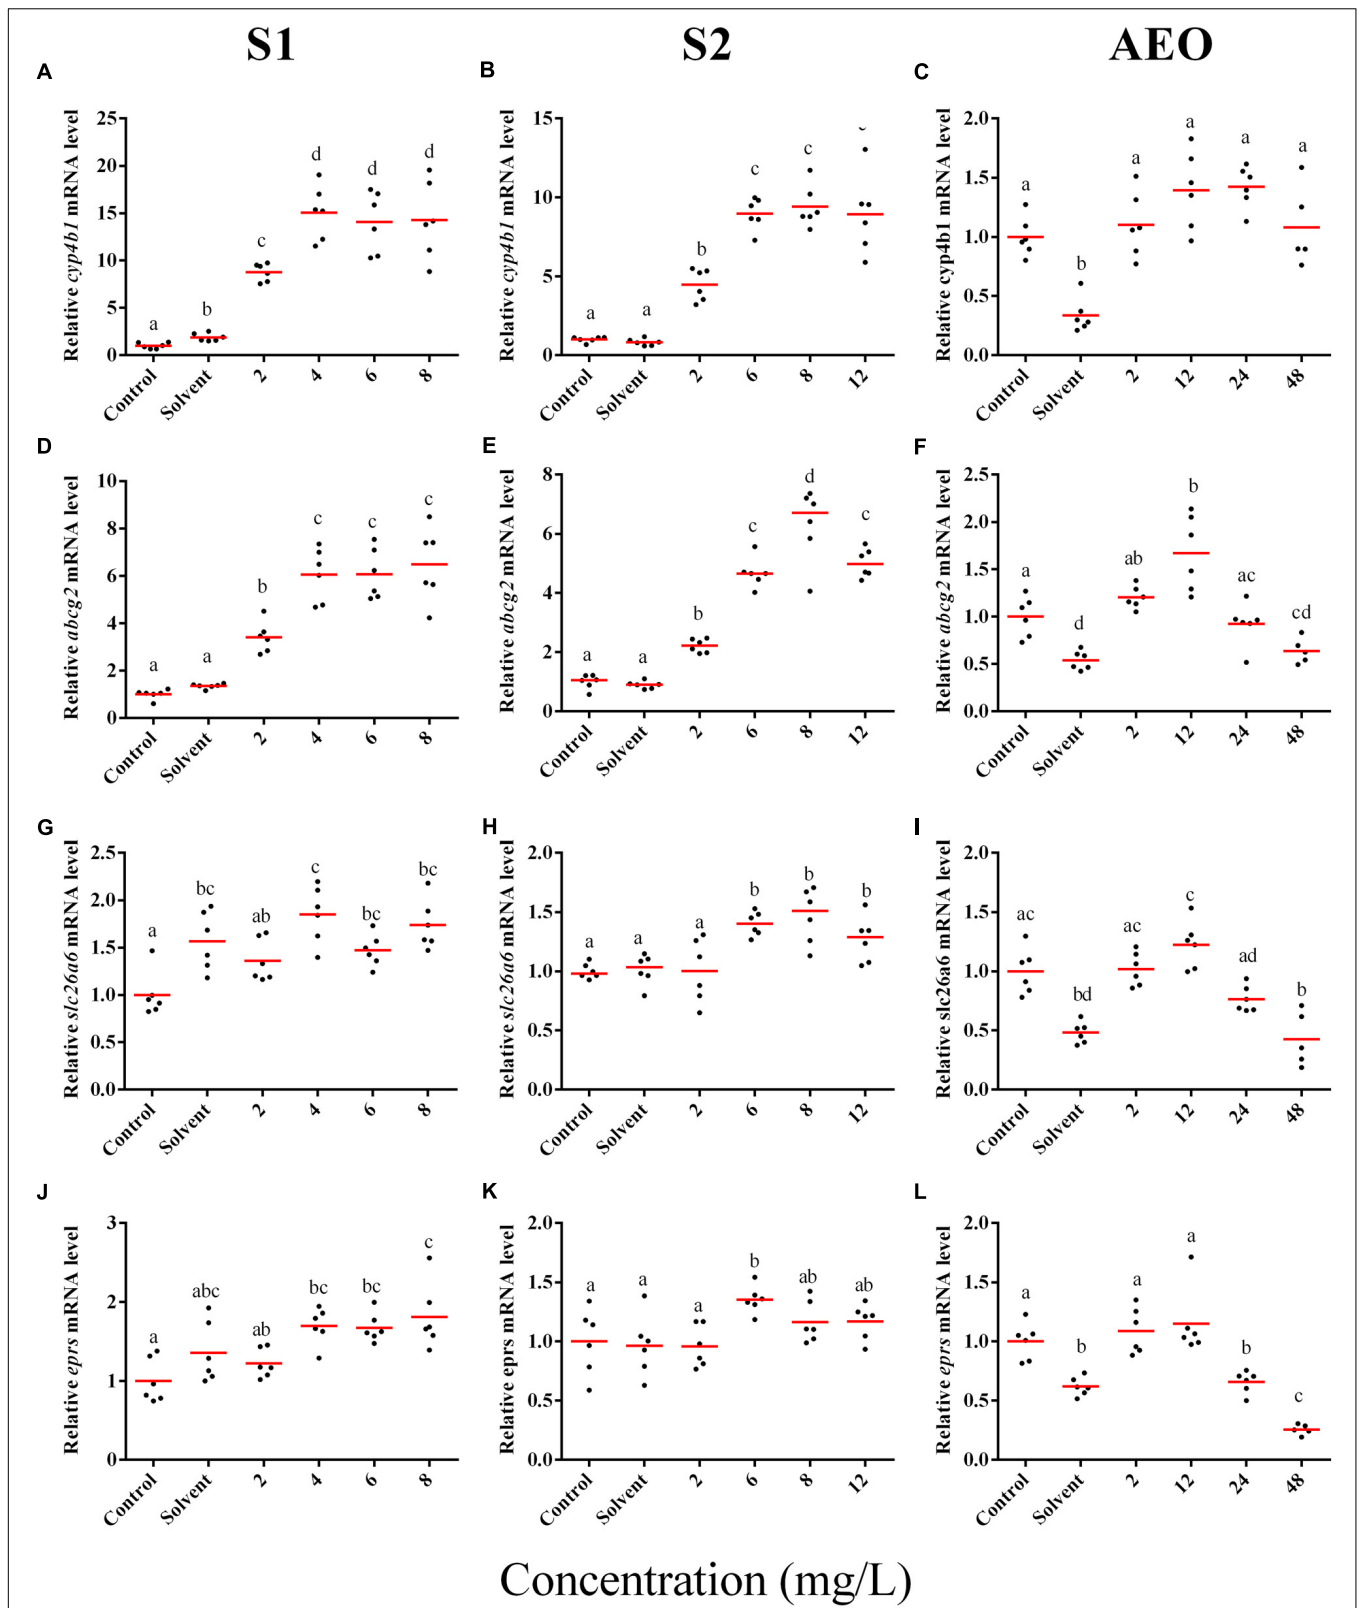 S1 S2 AEO
A B C
Relative cyp4b1 mRNA level
25
20
15
10
5
0
a b c d d d
Control Solvent 2 4 6 8
Relative cyp4b1 mRNA level
15
10
5
0
a a b c c
Control Solvent 2 6 8 12
Relative cyp4b1 mRNA level
2.0
1.5
1.0
0.5
0.0
a b a a a a
Control Solvent 2 12 24 48
D E F
Relative abcg2 mRNA level
10
8
6
4
2
0
a a b c c c
Control Solvent 2 4 6 8
Relative abcg2 mRNA level
8
6
4
2
0
a a b c d c
Control Solvent 2 6 8 12
Relative abcg2 mRNA level
2.5
2.0
1.5
1.0
0.5
0.0
a d ab b ac cd
Control Solvent 2 12 24 48
G H I
Relative slc26a6 mRNA level
2.5
2.0
1.5
1.0
0.5
0.0
a bc ab c bc bc
Control Solvent 2 4 6 8
Relative slc26a6 mRNA level
2.0
1.5
1.0
0.5
0.0
a a a b b b
Control Solvent 2 6 8 12
Relative slc26a6 mRNA level
2.0
1.5
1.0
0.5
0.0
ac bd ac c ad b
Control Solvent 2 12 24 48
J K L
Relative eprs mRNA level
3
2
1
0
a abc ab bc bc c
Control Solvent 2 4 6 8
Relative eprs mRNA level
2.0
1.5
1.0
0.5
0.0
a a a b ab ab
Control Solvent 2 6 8 12
Relative eprs mRNA level
2.0
1.5
1.0
0.5
0.0
a b a a b c
Control Solvent 2 12 24 48
Concentration (mg/L)